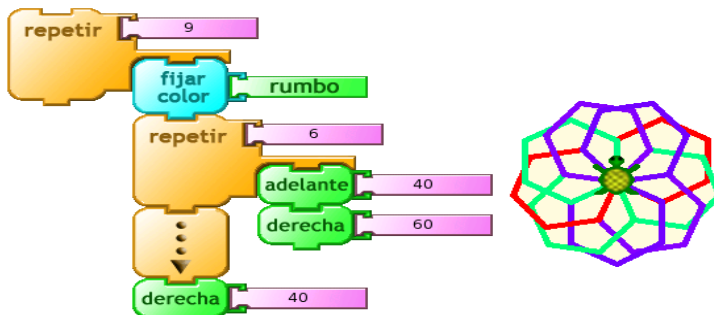 repetir 9
fijar color rumbo
repetir 6
adelante 40
derecha 60
derecha 40